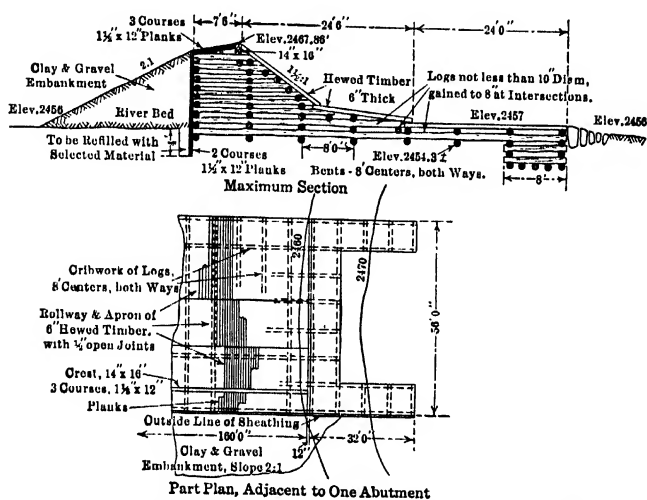 3 Courses
1½"x 12" Planks
7'6"
24'6"
24'0"
Elev.2467.86'
14"x 16"
2:1
1½:1
Clay & Gravel
Embankment
Hewed Timber
6" Thick
Logs not less than 10" Diam,
gained to 8" at Intersections.
Elev.2456
River Bed
Elev.2457
Elev.2456
To be Refilled with
Selected Material
2 Courses
1½"x 12" Planks
8'0"
Elev.2454.3±
Bents - 8' Centers, both Ways.
8'
Maximum Section
2460
2470
Cribwork of Logs,
8' Centers, both Ways
Rollway & Apron of
6" Hewed Timber,
with ¼" open Joints
Crest, 14"x 16"
3 Courses, 1½"x 12"
Planks
56'0"
Outside Line of Sheathing
160'0"
12"
32'0"
Clay & Gravel
Embankment, Slope 2:1
Part Plan, Adjacent to One Abutment